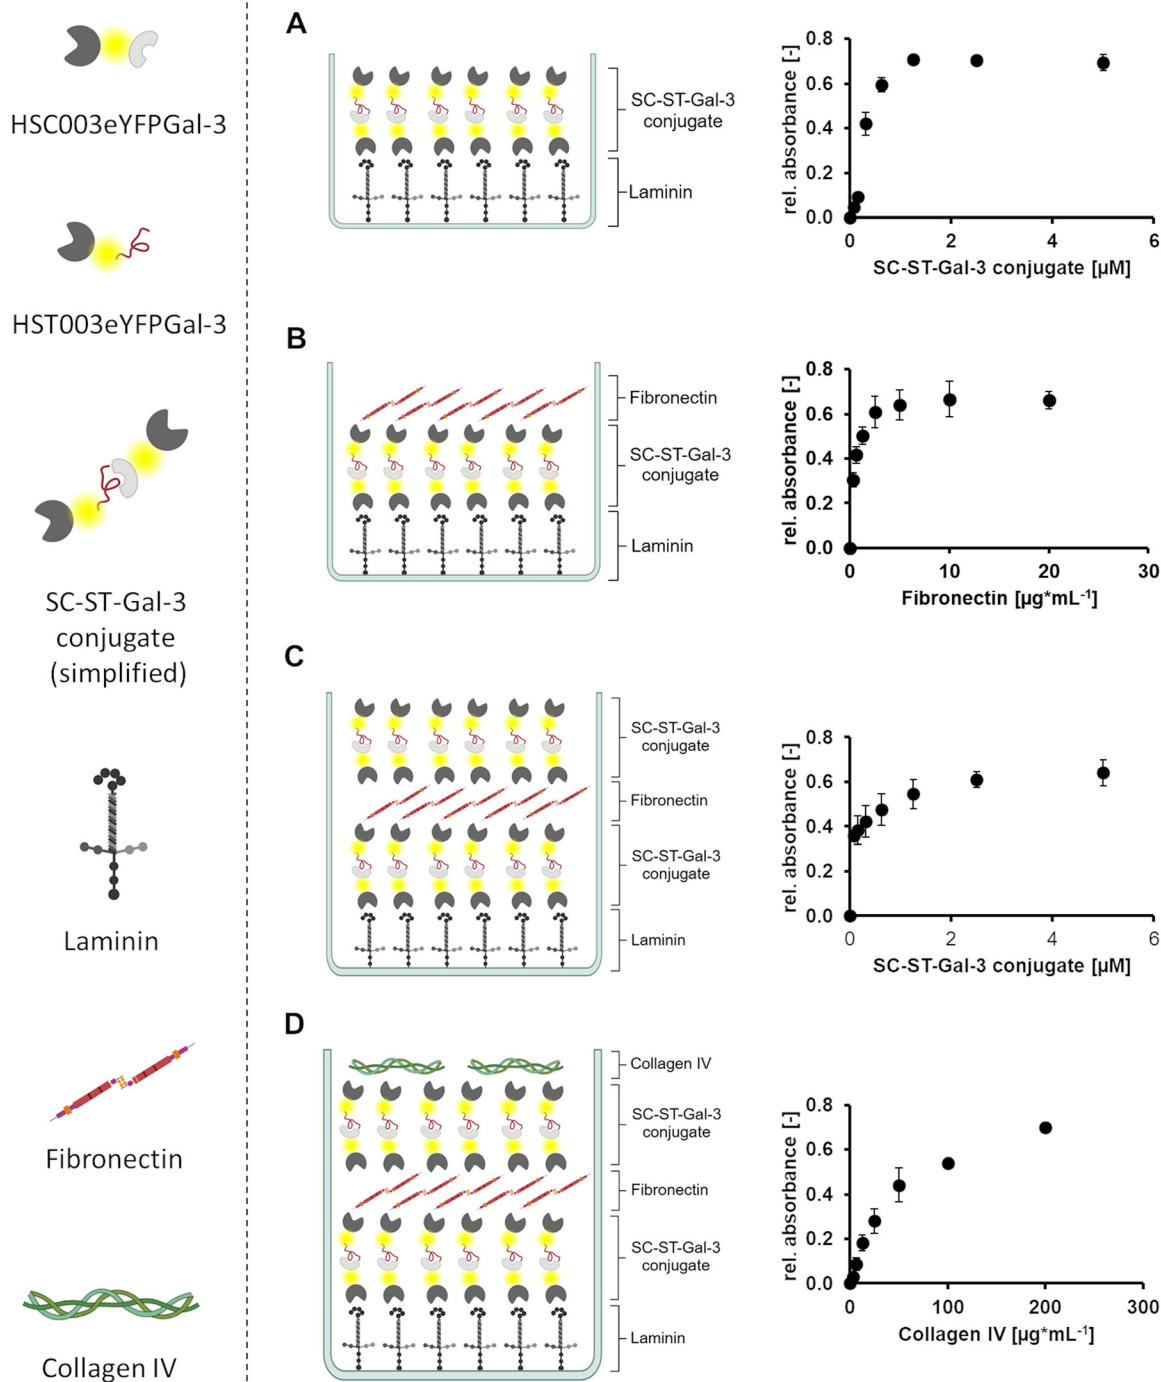 HSC003eYFPGal-3
HST003eYFPGal-3
SC-ST-Gal-3
conjugate
(simplified)
Laminin
Fibronectin
Collagen IV
A
SC-ST-Gal-3
conjugate
Laminin
rel. absorbance [-]
0.8
0.6
0.4
0.2
0.0
0 2 4 6
SC-ST-Gal-3 conjugate [µM]
B
Fibronectin
SC-ST-Gal-3
conjugate
Laminin
rel. absorbance [-]
0.8
0.6
0.4
0.2
0.0
0 10 20 30
Fibronectin [µg*mL⁻¹]
C
SC-ST-Gal-3
conjugate
Fibronectin
SC-ST-Gal-3
conjugate
Laminin
rel. absorbance [-]
0.8
0.6
0.4
0.2
0.0
0 2 4 6
SC-ST-Gal-3 conjugate [µM]
D
Collagen IV
SC-ST-Gal-3
conjugate
Fibronectin
SC-ST-Gal-3
conjugate
Laminin
rel. absorbance [-]
0.8
0.6
0.4
0.2
0.0
0 100 200 300
Collagen IV [µg*mL⁻¹]